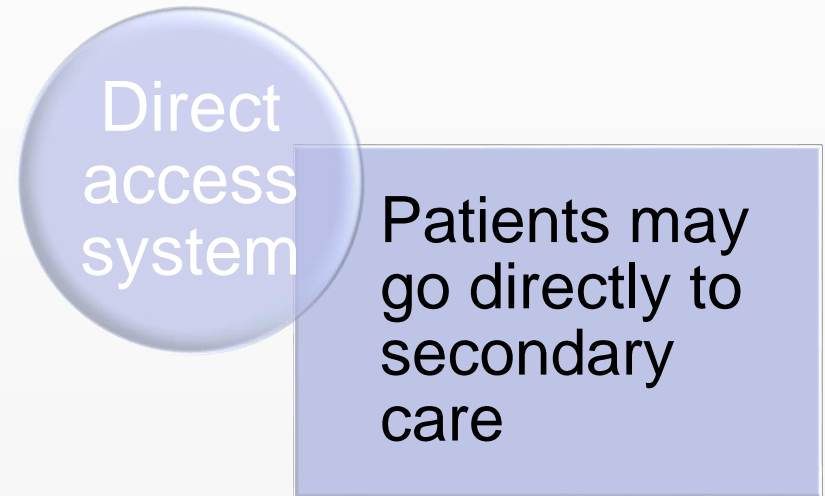 Direct
access
system
Patients may
go directly to
secondary
care